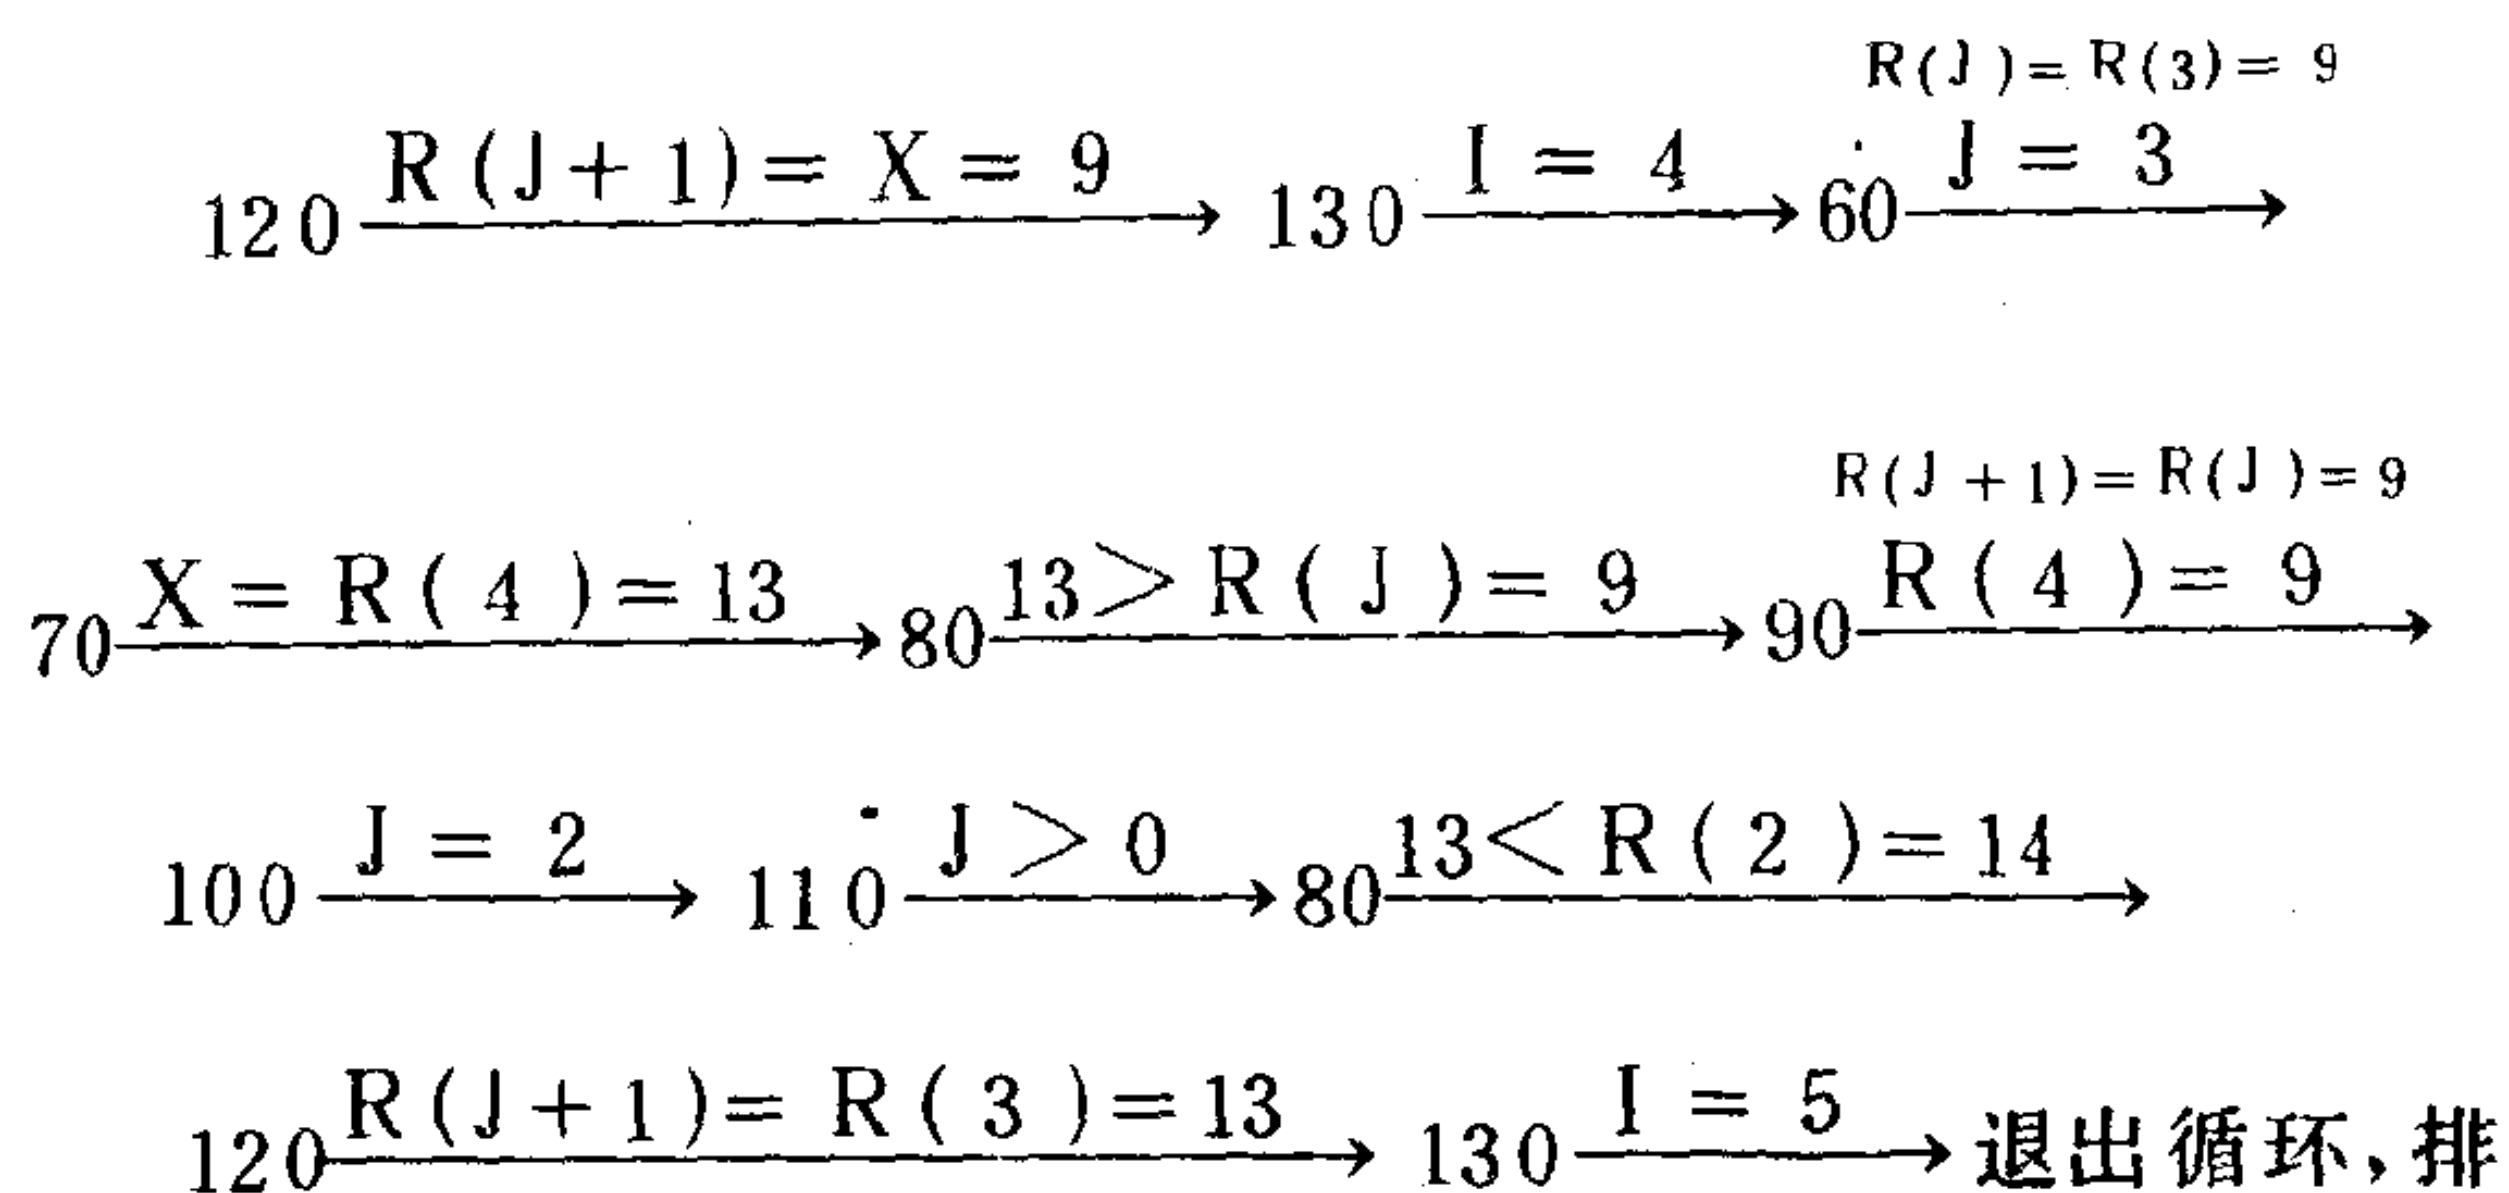 R(J)=R(3)=9
120 R(J+1)=X=9 → 130 I=4 → 60 J=3 →
R(J+1)=R(J)=9
70 X=R(4)=13 → 80 13>R(J)=9 → 90 R(4)=9 →
100 J=2 → 110 J>0 → 80 13<R(2)=14 →
120 R(J+1)=R(3)=13 → 130 I=5 → 退出循环,排